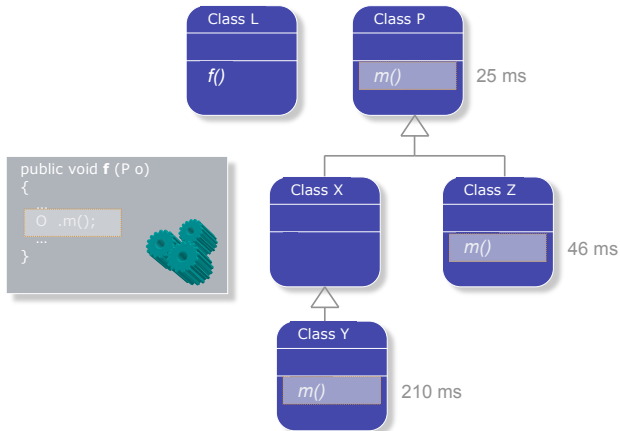 Class L
Class P
f()
m()
25 ms
public void f (P o)
{
...
O .m();
...
}
Class X
Class Z
m()
46 ms
Class Y
m()
210 ms